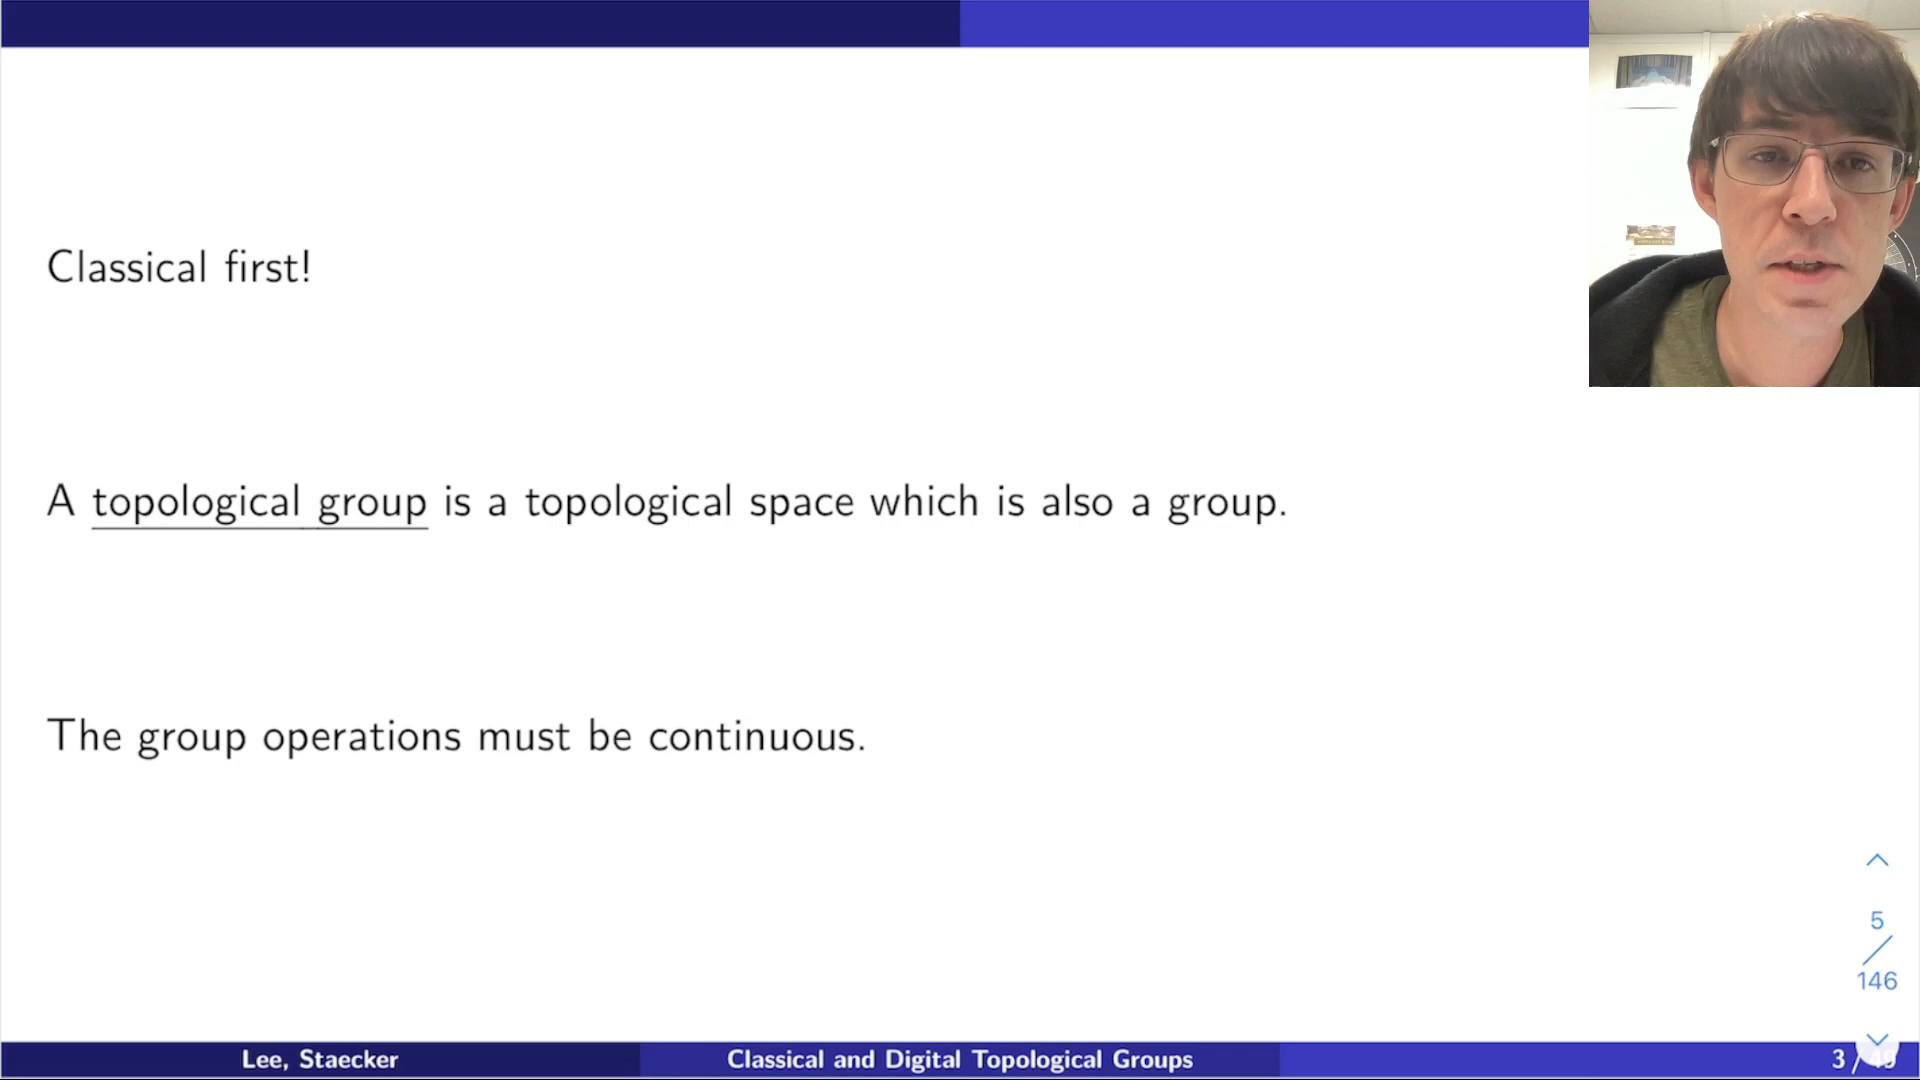 Classical first!
A topological group is a topological space which is also a group.
The group operations must be continuous.
5
/
146
Lee, Staecker
Classical and Digital Topological Groups
3 /